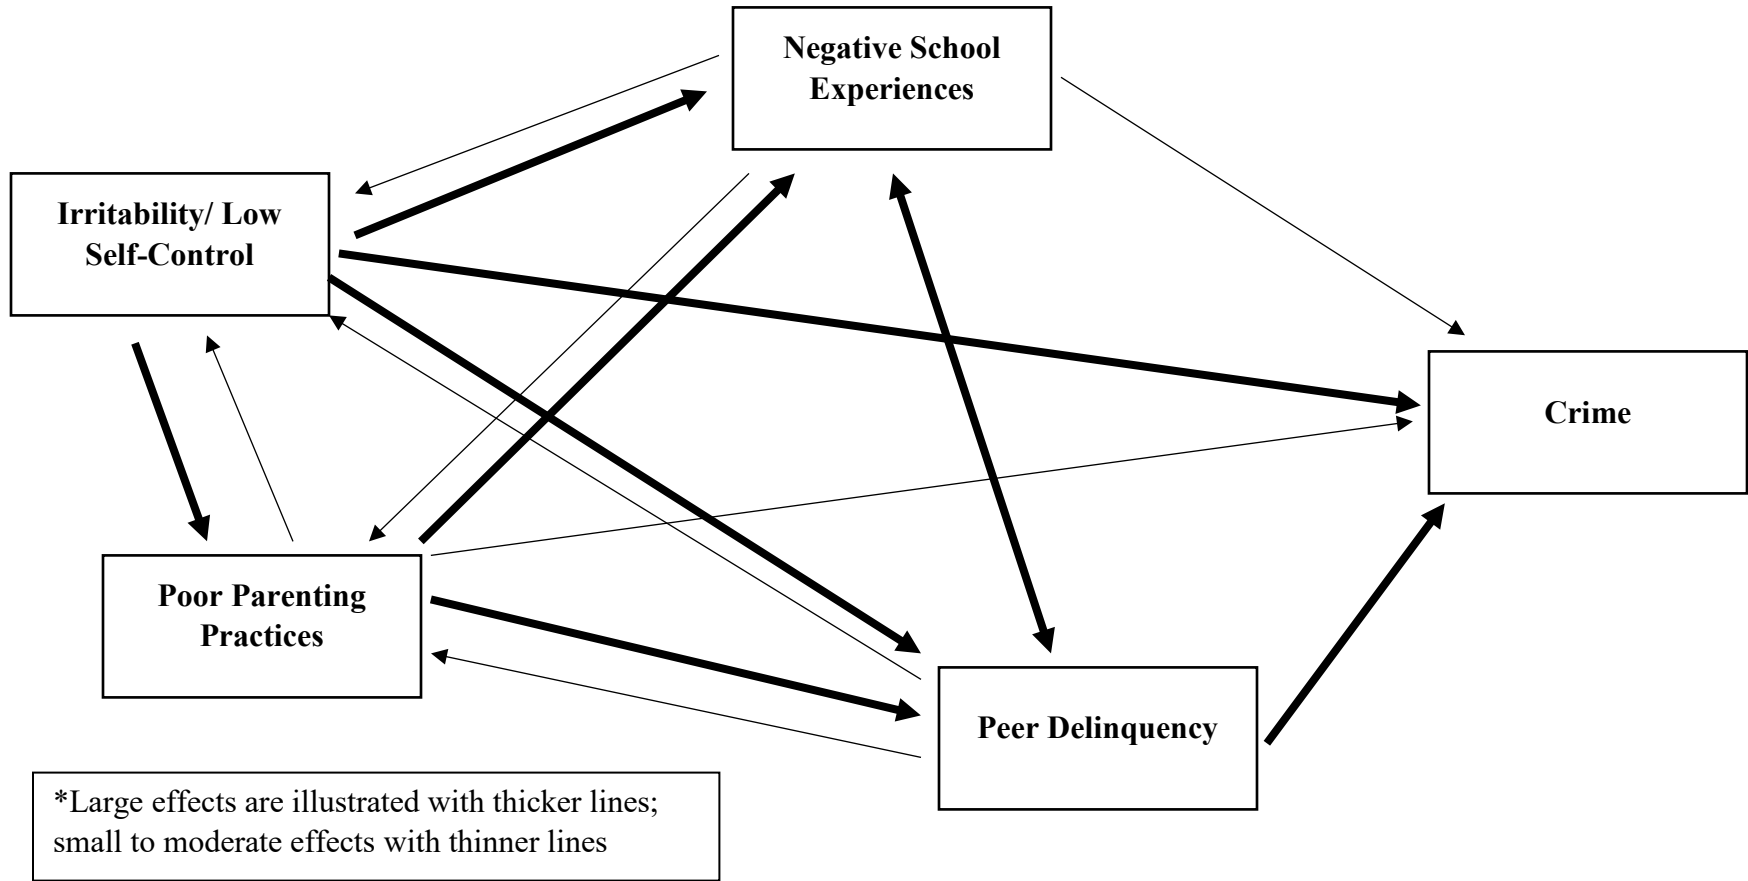 Negative School
Experiences
Irritability/ Low
Self-Control
Crime
Poor Parenting
Practices
Peer Delinquency
*Large effects are illustrated with thicker lines;
small to moderate effects with thinner lines